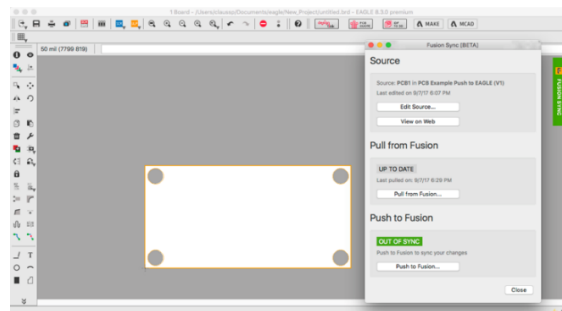 1 Board - /Users/clausss/Documents/eagle/New_Project/untitled.brd - EAGLE 8.3.0 premium
MAKE
MCAD
50 mil (7799 819)
Fusion Sync (BETA)
Source
Source: PCB1 in PCB Example Push to EAGLE (V1)
Last edited on 9/7/17 6:07 PM
Edit Source...
View on Web
Pull from Fusion
UP TO DATE
Last pulled on: 9/7/17 6:29 PM
Pull from Fusion...
Push to Fusion
OUT OF SYNC
Push to Fusion to sync your changes
Push to Fusion...
Close
FUSION SYNC